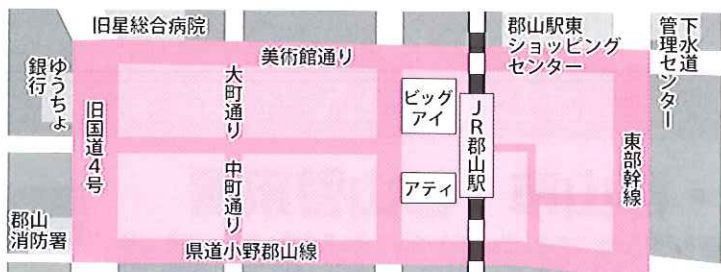 旧星総合病院
美術館通り
郡山駅東
ショッピング
センター
下水道
管理センター
ゆうちょ
銀行
大町通り
ビッグ
アイ
JR郡山駅
旧国道4号
東部幹線
中町通り
アティ
郡山
消防署
県道小野郡山線